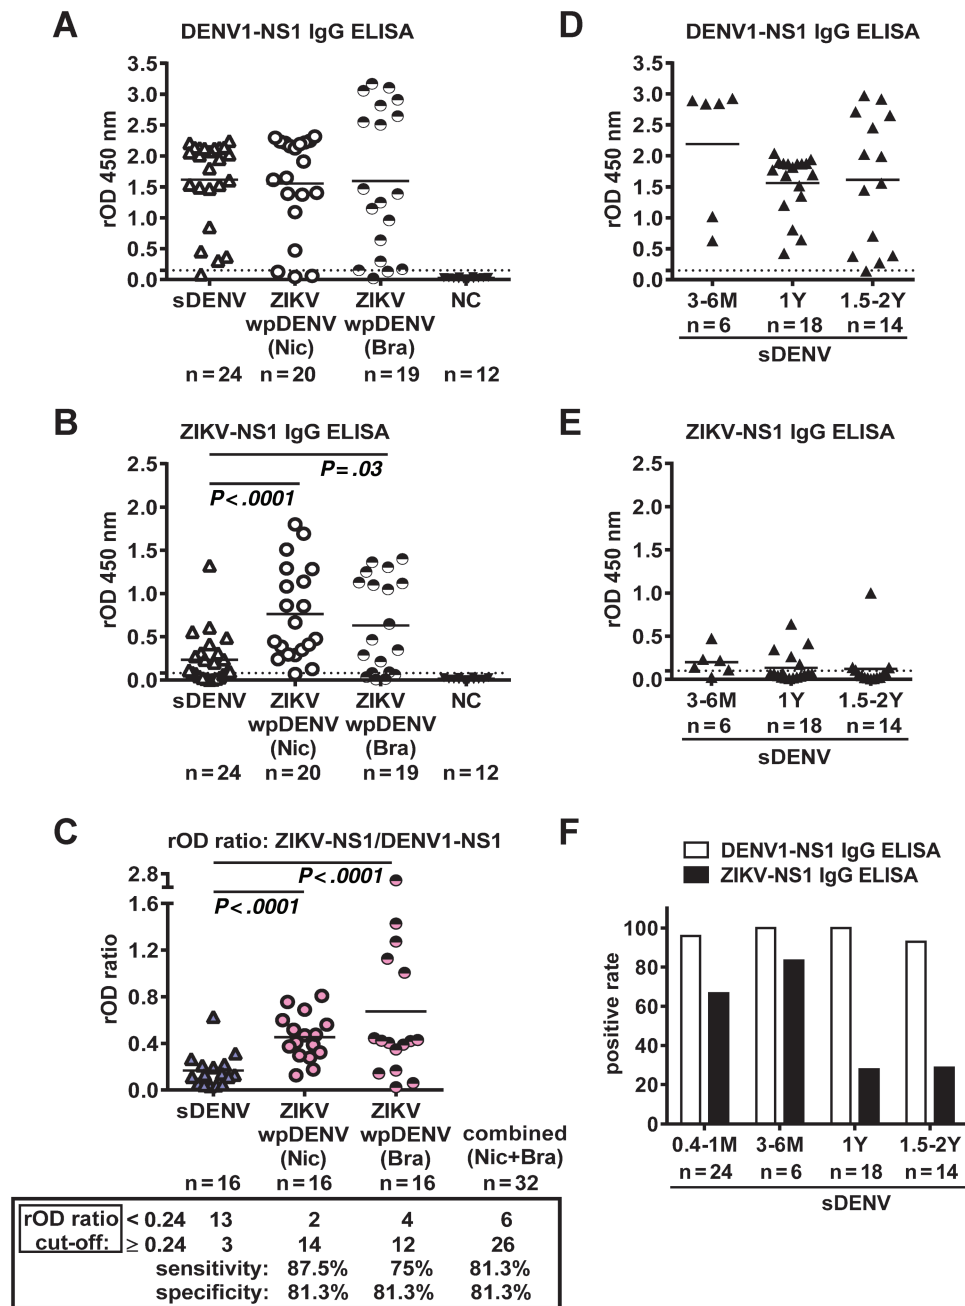 A
DENV1-NS1 IgG ELISA
rOD 450 nm
3.5
3.0
2.5
2.0
1.5
1.0
0.5
0.0
sDENV ZIKV ZIKV NC
wpDENV wpDENV
(Nic) (Bra)
n=24 n=20 n=19 n=12
B
ZIKV-NS1 IgG ELISA
P=.03
P<.0001
rOD 450 nm
2.5
2.0
1.5
1.0
0.5
0.0
sDENV ZIKV ZIKV NC
wpDENV wpDENV
(Nic) (Bra)
n=24 n=20 n=19 n=12
C
rOD ratio: ZIKV-NS1/DENV1-NS1
P<.0001
P<.0001
rOD ratio
2.8
1
1.6
1.2
0.8
0.4
0.0
sDENV ZIKV ZIKV
wpDENV wpDENV combined
(Nic) (Bra) (Nic+Bra)
n=16 n=16 n=16 n=32
rOD ratio < 0.24 13 2 4 6
cut-off: ≥ 0.24 3 14 12 26
sensitivity: 87.5% 75% 81.3%
specificity: 81.3% 81.3% 81.3%
D
DENV1-NS1 IgG ELISA
rOD 450 nm
3.5
3.0
2.5
2.0
1.5
1.0
0.5
0.0
3-6M 1Y 1.5-2Y
n=6 n=18 n=14
sDENV
E
ZIKV-NS1 IgG ELISA
rOD 450 nm
2.5
2.0
1.5
1.0
0.5
0.0
3-6M 1Y 1.5-2Y
n=6 n=18 n=14
sDENV
F
DENV1-NS1 IgG ELISA
ZIKV-NS1 IgG ELISA
positive rate
100
80
60
40
20
0
0.4-1M 3-6M 1Y 1.5-2Y
n=24 n=6 n=18 n=14
sDENV